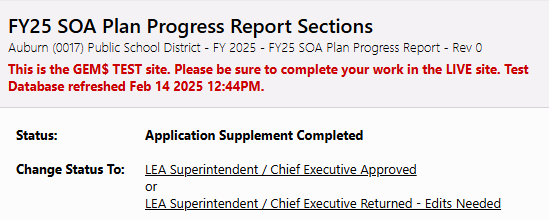 FY25 SOA Plan Progress Report Sections
Auburn (0017) Public School District - FY 2025 - FY25 SOA Plan Progress Report - Rev 0
This is the GEM$ TEST site. Please be sure to complete your work in the LIVE site. Test
Database refreshed Feb 14 2025 12:44PM.
Status: Application Supplement Completed
Change Status To: LEA Superintendent / Chief Executive Approved
or
LEA Superintendent / Chief Executive Returned - Edits Needed